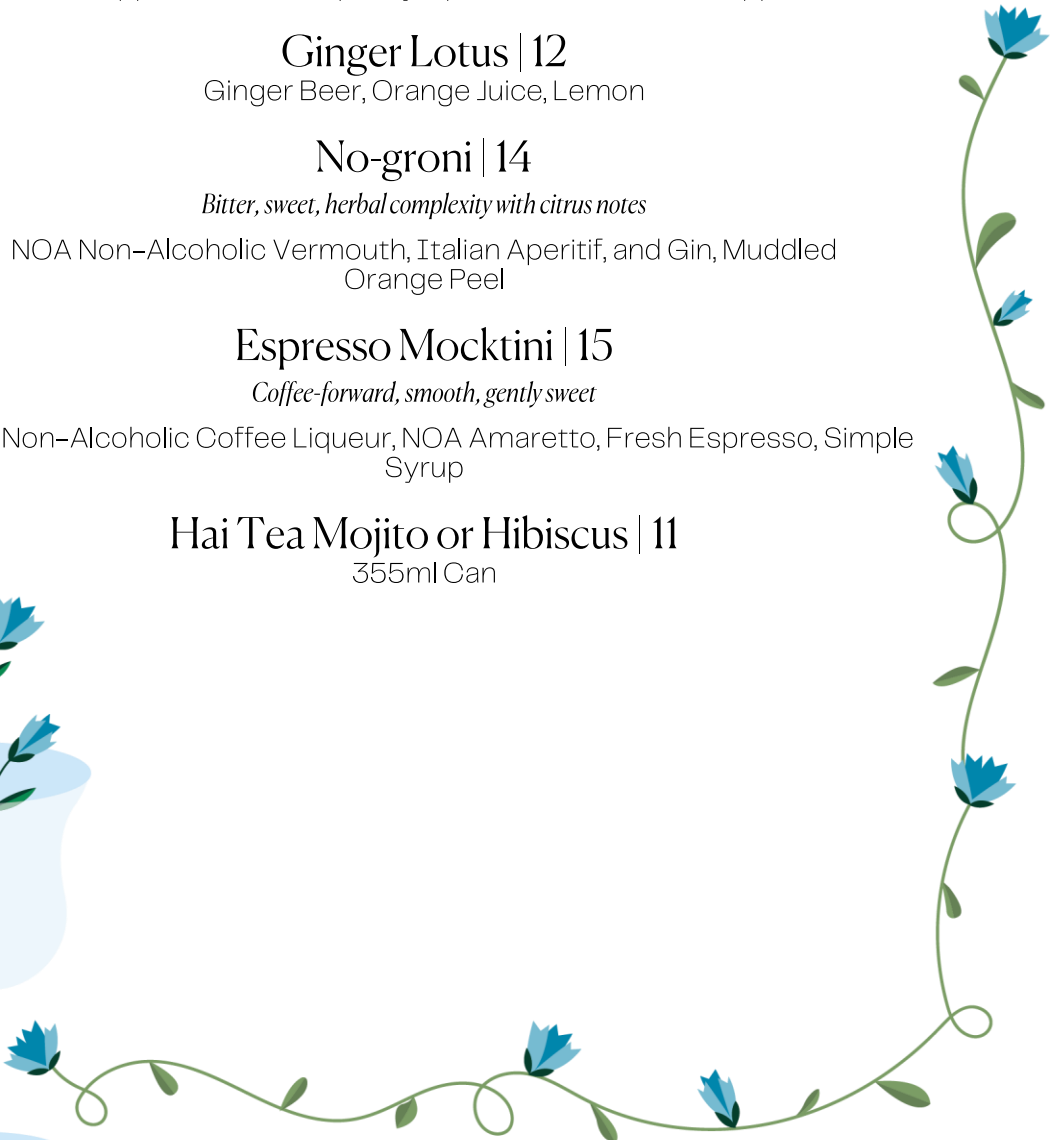 Ginger Lotus | 12
Ginger Beer, Orange Juice, Lemon
No-groni | 14
Bitter, sweet, herbal complexity with citrus notes
NOA Non-Alcoholic Vermouth, Italian Aperitif, and Gin, Muddled
Orange Peel
Espresso Mocktini | 15
Coffee-forward, smooth, gently sweet
Non-Alcoholic Coffee Liqueur, NOA Amaretto, Fresh Espresso, Simple
Syrup
Hai Tea Mojito or Hibiscus | 11
355ml Can